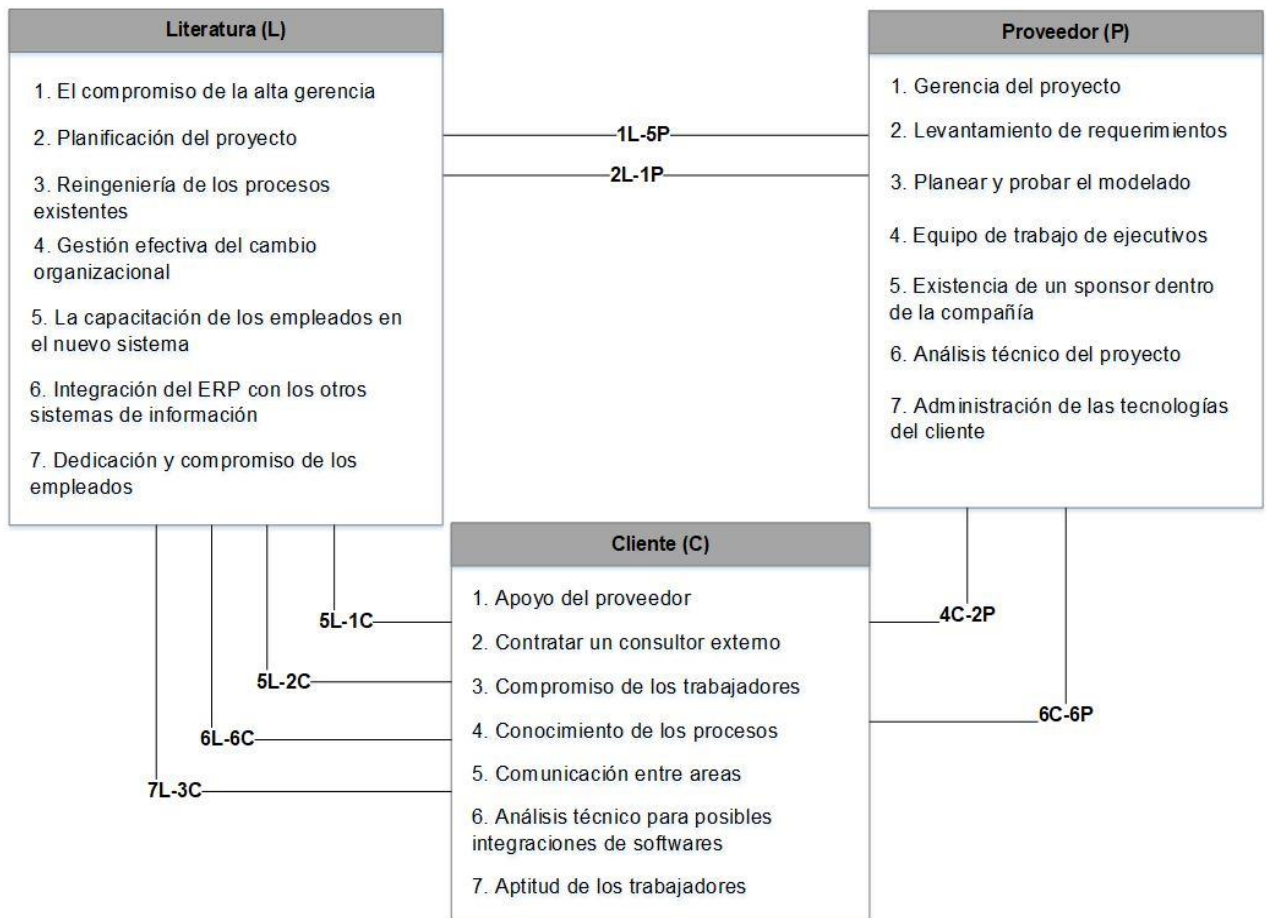 Literatura (L)
1. El compromiso de la alta gerencia
2. Planificación del proyecto
3. Reingeniería de los procesos
existentes
4. Gestión efectiva del cambio
organizacional
5. La capacitación de los empleados en
el nuevo sistema
6. Integración del ERP con los otros
sistemas de información
7. Dedicación y compromiso de los
empleados
1L-5P
2L-1P
Proveedor (P)
1. Gerencia del proyecto
2. Levantamiento de requerimientos
3. Planear y probar el modelado
4. Equipo de trabajo de ejecutivos
5. Existencia de un sponsor dentro
de la compañía
6. Análisis técnico del proyecto
7. Administración de las tecnologías
del cliente
5L-1C
5L-2C
6L-6C
7L-3C
Cliente (C)
1. Apoyo del proveedor
2. Contratar un consultor externo
3. Compromiso de los trabajadores
4. Conocimiento de los procesos
5. Comunicación entre areas
6. Análisis técnico para posibles
integraciones de softwares
7. Aptitud de los trabajadores
4C-2P
6C-6P